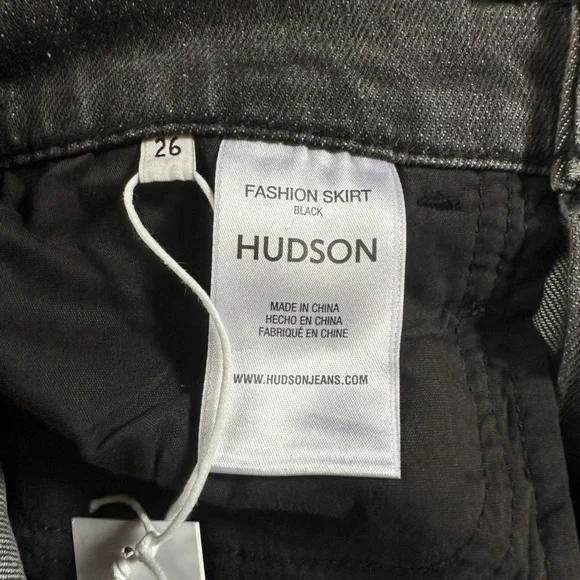 26
FASHION SKIRT
BLACK
HUDSON
MADE IN CHINA
HECHO EN CHINA
FABRIQUÉ EN CHINE
WWW.HUDSONJEANS.COM